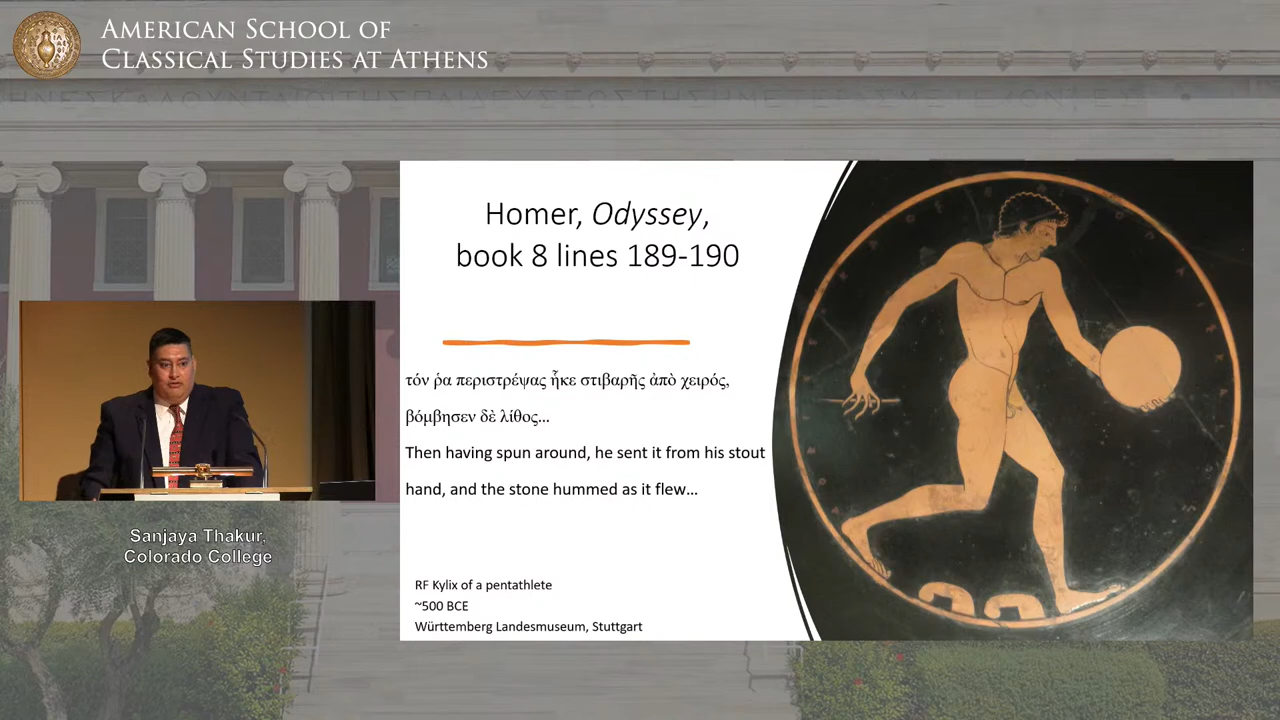 AMERICAN SCHOOL OF
CLASSICAL STUDIES AT ATHENS
Homer, Odyssey,
book 8 lines 189-190
τόν ῥα περιστρέψας ἧκε στιβαρῆς ἀπὸ χειρός,
βόμβησεν δὲ λίθος...
Then having spun around, he sent it from his stout
hand, and the stone hummed as it flew...
RF Kylix of a pentathlete
~500 BCE
Württemberg Landesmuseum, Stuttgart
Sanjaya Thakur,
Colorado College